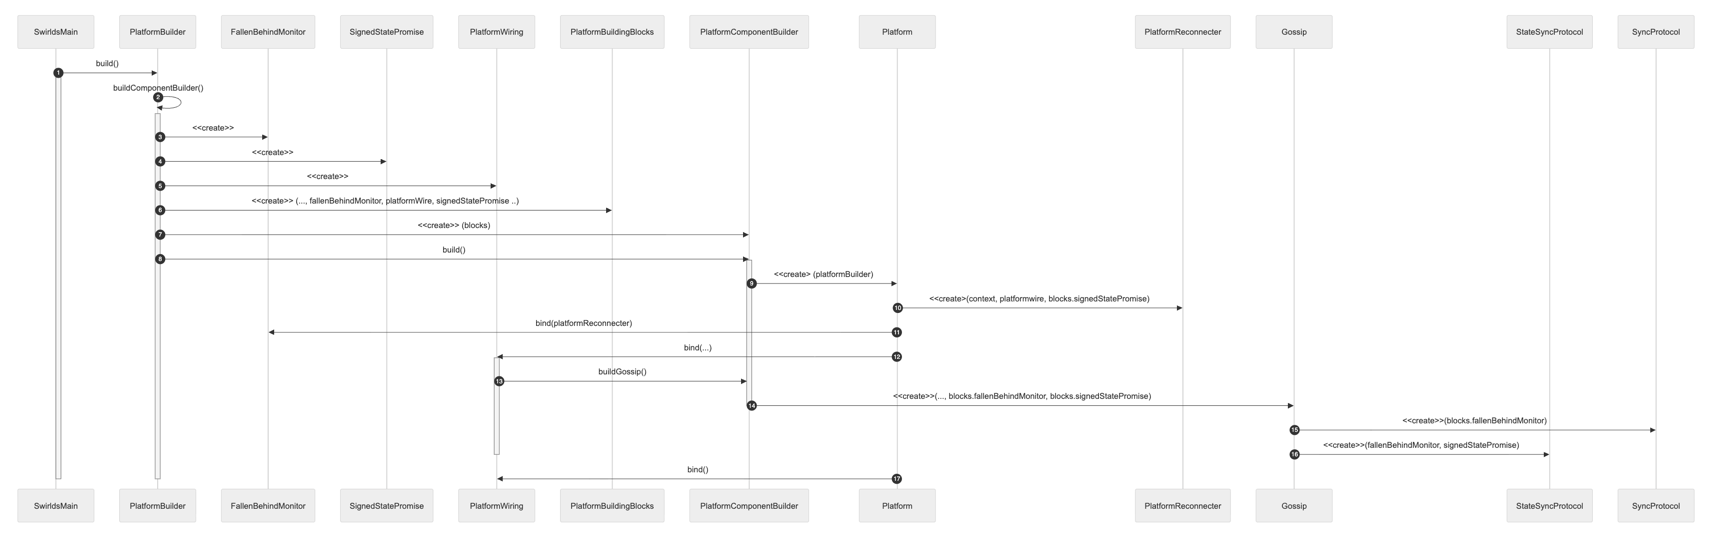 SwirldsMain PlatformBuilder FallenBehindMonitor SignedStatePromise PlatformWiring PlatformBuildingBlocks PlatformComponentBuilder Platform PlatformReconnecter Gossip StateSyncProtocol SyncProtocol
build()
1
buildComponentBuilder()
2
<<create>>
3
<<create>>
4
<<create>>
5
<<create>> (..., fallenBehindMonitor, platformWire, signedStatePromise ..)
6
<<create>> (blocks)
7
build()
8
<<create> (platformBuilder)
9
<<create>(context, platformwire, blocks.signedStatePromise)
10
bind(platformReconnecter)
11
bind(...)
12
buildGossip()
13
<<create>>(..., blocks.fallenBehindMonitor, blocks.signedStatePromise)
14
<<create>>(blocks.fallenBehindMonitor)
15
<<create>>(fallenBehindMonitor, signedStatePromise)
16
bind()
17
SwirldsMain PlatformBuilder FallenBehindMonitor SignedStatePromise PlatformWiring PlatformBuildingBlocks PlatformComponentBuilder Platform PlatformReconnecter Gossip StateSyncProtocol SyncProtocol